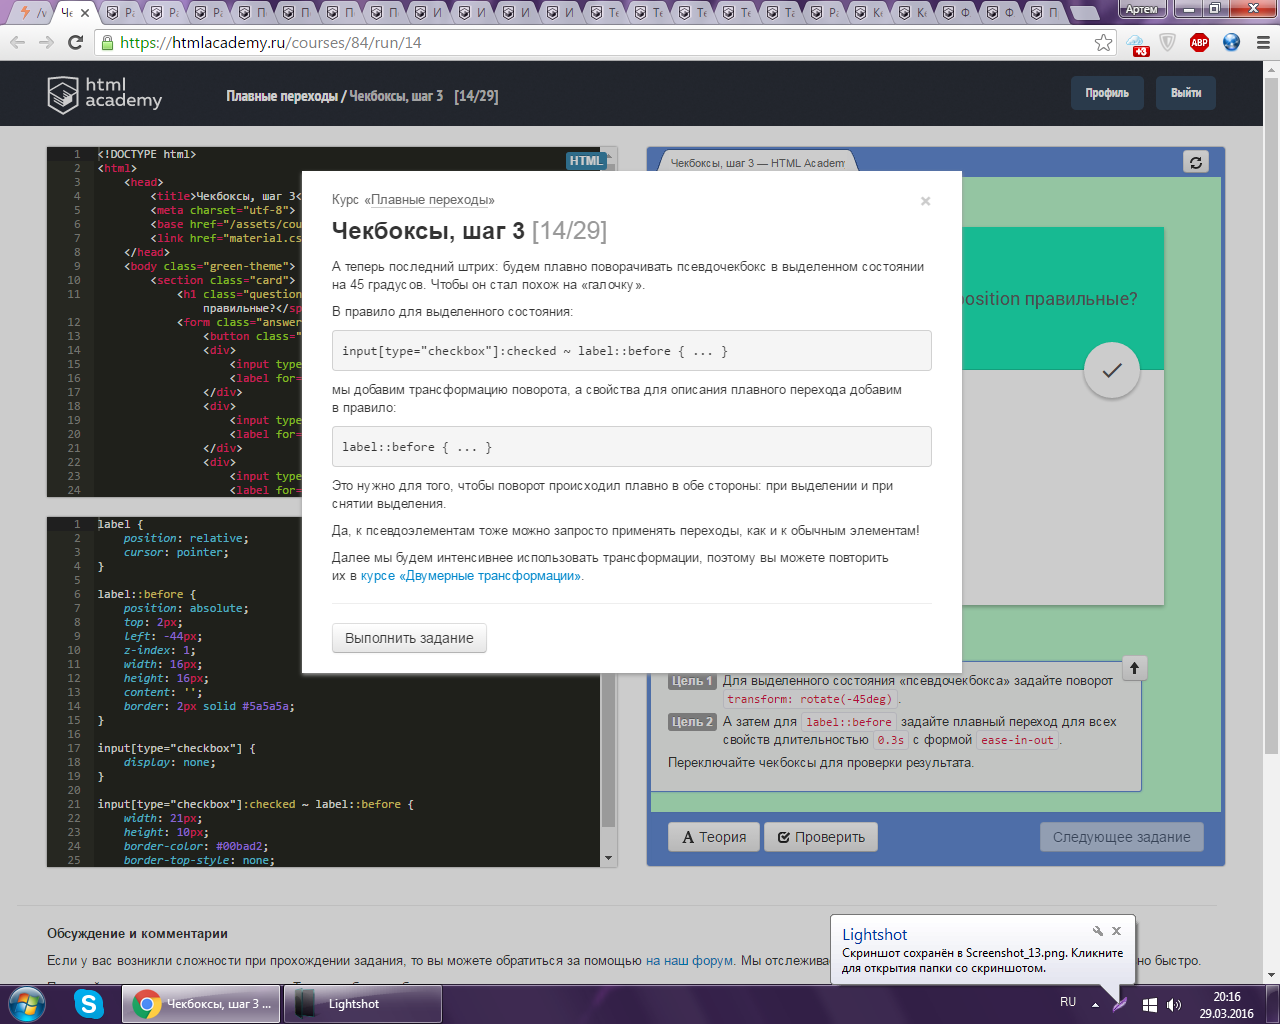 Че
Артем
https://htmlacademy.ru/courses/84/run/14
+3
ABP
html
academy
Плавные переходы / Чекбоксы, шаг 3 [14/29]
Профиль
Выйти
1 <!DOCTYPE html>
2 <html>
3 <head>
4 <title>Чекбоксы, шаг 3<
5 <meta charset="utf-8">
6 <base href="/assets/cou
7 <link href="material.cs
8 </head>
9 <body class="green-theme">
10 <section class="card">
11 <h1 class="question
правильные?</sp
12 <form class="answer
13 <button class="
14 <div>
15 <input type
16 <label for=
17 </div>
18 <div>
19 <input type
20 <label for=
21 </div>
22 <div>
23 <input type
24 <label for=
HTML
1 label {
2 position: relative;
3 cursor: pointer;
4 }
5
6 label::before {
7 position: absolute;
8 top: 2px;
9 left: -44px;
10 z-index: 1;
11 width: 16px;
12 height: 16px;
13 content: '';
14 border: 2px solid #5a5a5a;
15 }
16
17 input[type="checkbox"] {
18 display: none;
19 }
20
21 input[type="checkbox"]:checked ~ label::before {
22 width: 21px;
23 height: 10px;
24 border-color: #00bad2;
25 border-top-style: none;
Курс «Плавные переходы»
×
Чекбоксы, шаг 3 [14/29]
А теперь последний штрих: будем плавно поворачивать псевдочекбокс в выделенном состоянии
на 45 градусов. Чтобы он стал похож на «галочку».
В правило для выделенного состояния:
input[type="checkbox"]:checked ~ label::before { ... }
мы добавим трансформацию поворота, а свойства для описания плавного перехода добавим
в правило:
label::before { ... }
Это нужно для того, чтобы поворот происходил плавно в обе стороны: при выделении и при
снятии выделения.
Да, к псевдоэлементам тоже можно запросто применять переходы, как и к обычным элементам!
Далее мы будем интенсивнее использовать трансформации, поэтому вы можете повторить
их в курсе «Двумерные трансформации».
Выполнить задание
Чекбоксы, шаг 3 — HTML Academy
position правильные?
Цель 1 Для выделенного состояния «псевдочекбокса» задайте поворот
transform: rotate(-45deg) .
Цель 2 А затем для label::before задайте плавный переход для всех
свойств длительностью 0.3s с формой ease-in-out .
Переключайте чекбоксы для проверки результата.
Теория
Проверить
Следующее задание
Обсуждение и комментарии
Если у вас возникли сложности при прохождении задания, то вы можете обратиться за помощью на наш форум. Мы отслежива
но быстро.
Lightshot
Скриншот сохранён в Screenshot_13.png. Кликните
для открытия папки со скриншотом.
Чекбоксы, шаг 3 ...
Lightshot
RU
20:16
29.03.2016